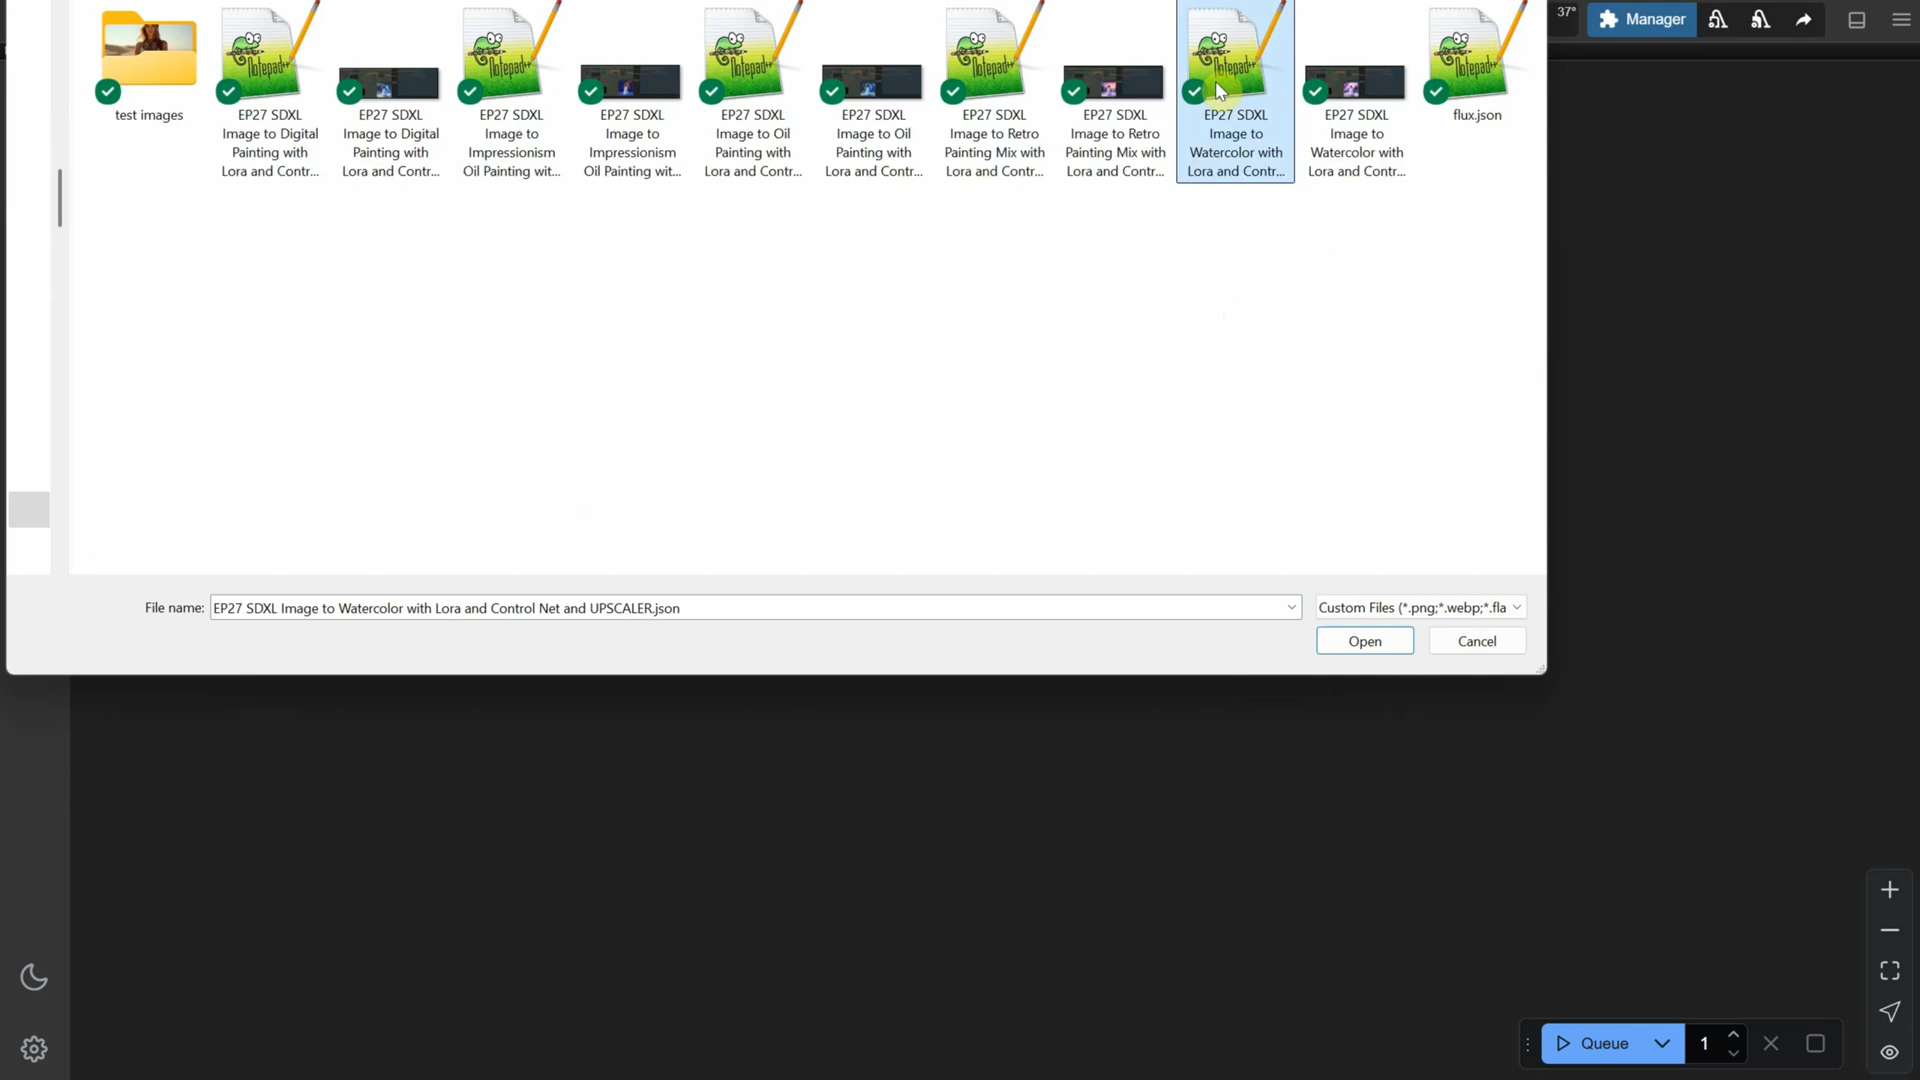 37°
Manager
Notepad++
Notepad++
Notepad++
Notepad++
Notepad++
Notepad++
test images
EP27 SDXL
Image to Digital
Painting with
Lora and Contr...
EP27 SDXL
Image to Digital
Painting with
Lora and Contr...
EP27 SDXL
Image to
Impressionism
Oil Painting wit...
EP27 SDXL
Image to
Impressionism
Oil Painting wit...
EP27 SDXL
Image to Oil
Painting with
Lora and Contr...
EP27 SDXL
Image to Oil
Painting with
Lora and Contr...
EP27 SDXL
Image to Retro
Painting Mix with
Lora and Contr...
EP27 SDXL
Image to Retro
Painting Mix with
Lora and Contr...
EP27 SDXL
Image to
Watercolor with
Lora and Contr...
EP27 SDXL
Image to
Watercolor with
Lora and Contr...
flux.json
File name:
EP27 SDXL Image to Watercolor with Lora and Control Net and UPSCALER.json
Custom Files (*.png;*.webp;*.fla
Open
Cancel
Queue
1